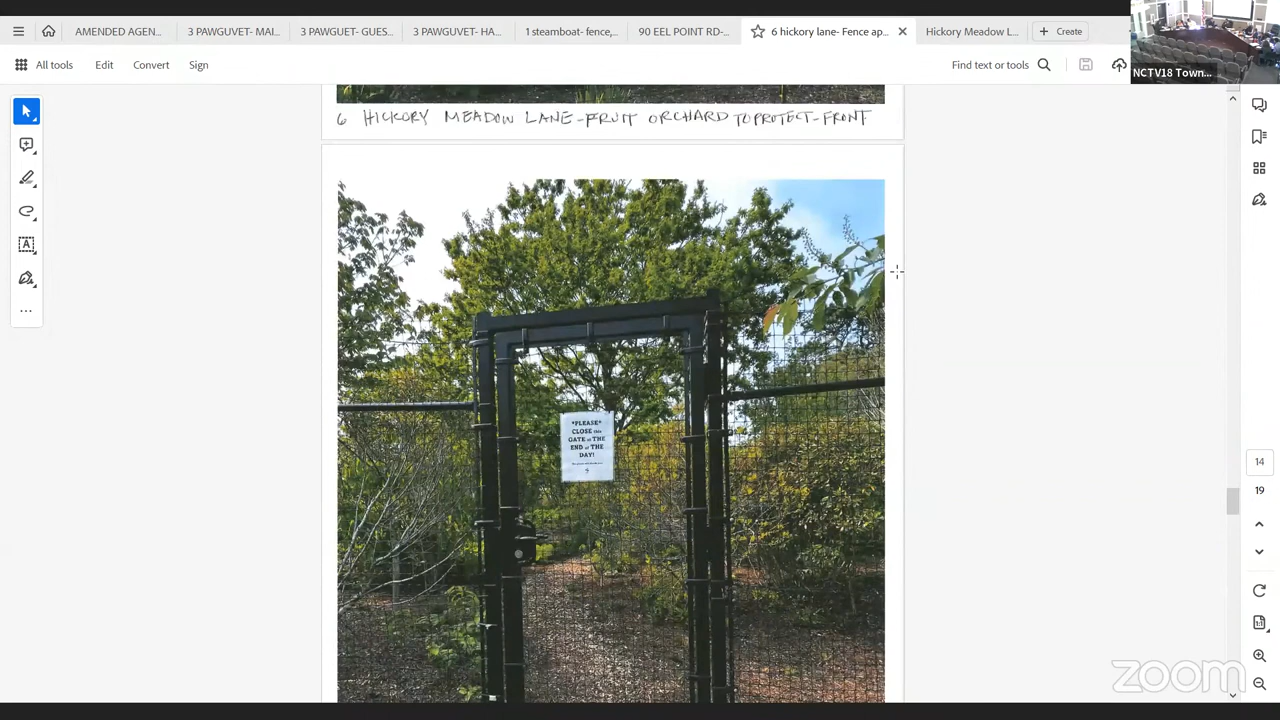 AMENDED AGEN...
3 PAWGUVET- MAI...
3 PAWGUET- GUES...
3 PAWGUVET- HA...
1 steamboat- fence,...
90 EEL POINT RD-...
6 hickory lane- Fence ap...
Hickory Meadow L...
Create
NCTV18 Town...
All tools
Edit
Convert
Sign
Find text or tools
6 HICKORY MEADOW LANE-FRUIT ORCHARD TO PROTECT-FRONT
*PLEASE*
CLOSE this
GATE at THE
END of THE
DAY!
14
19
1:1
zoom